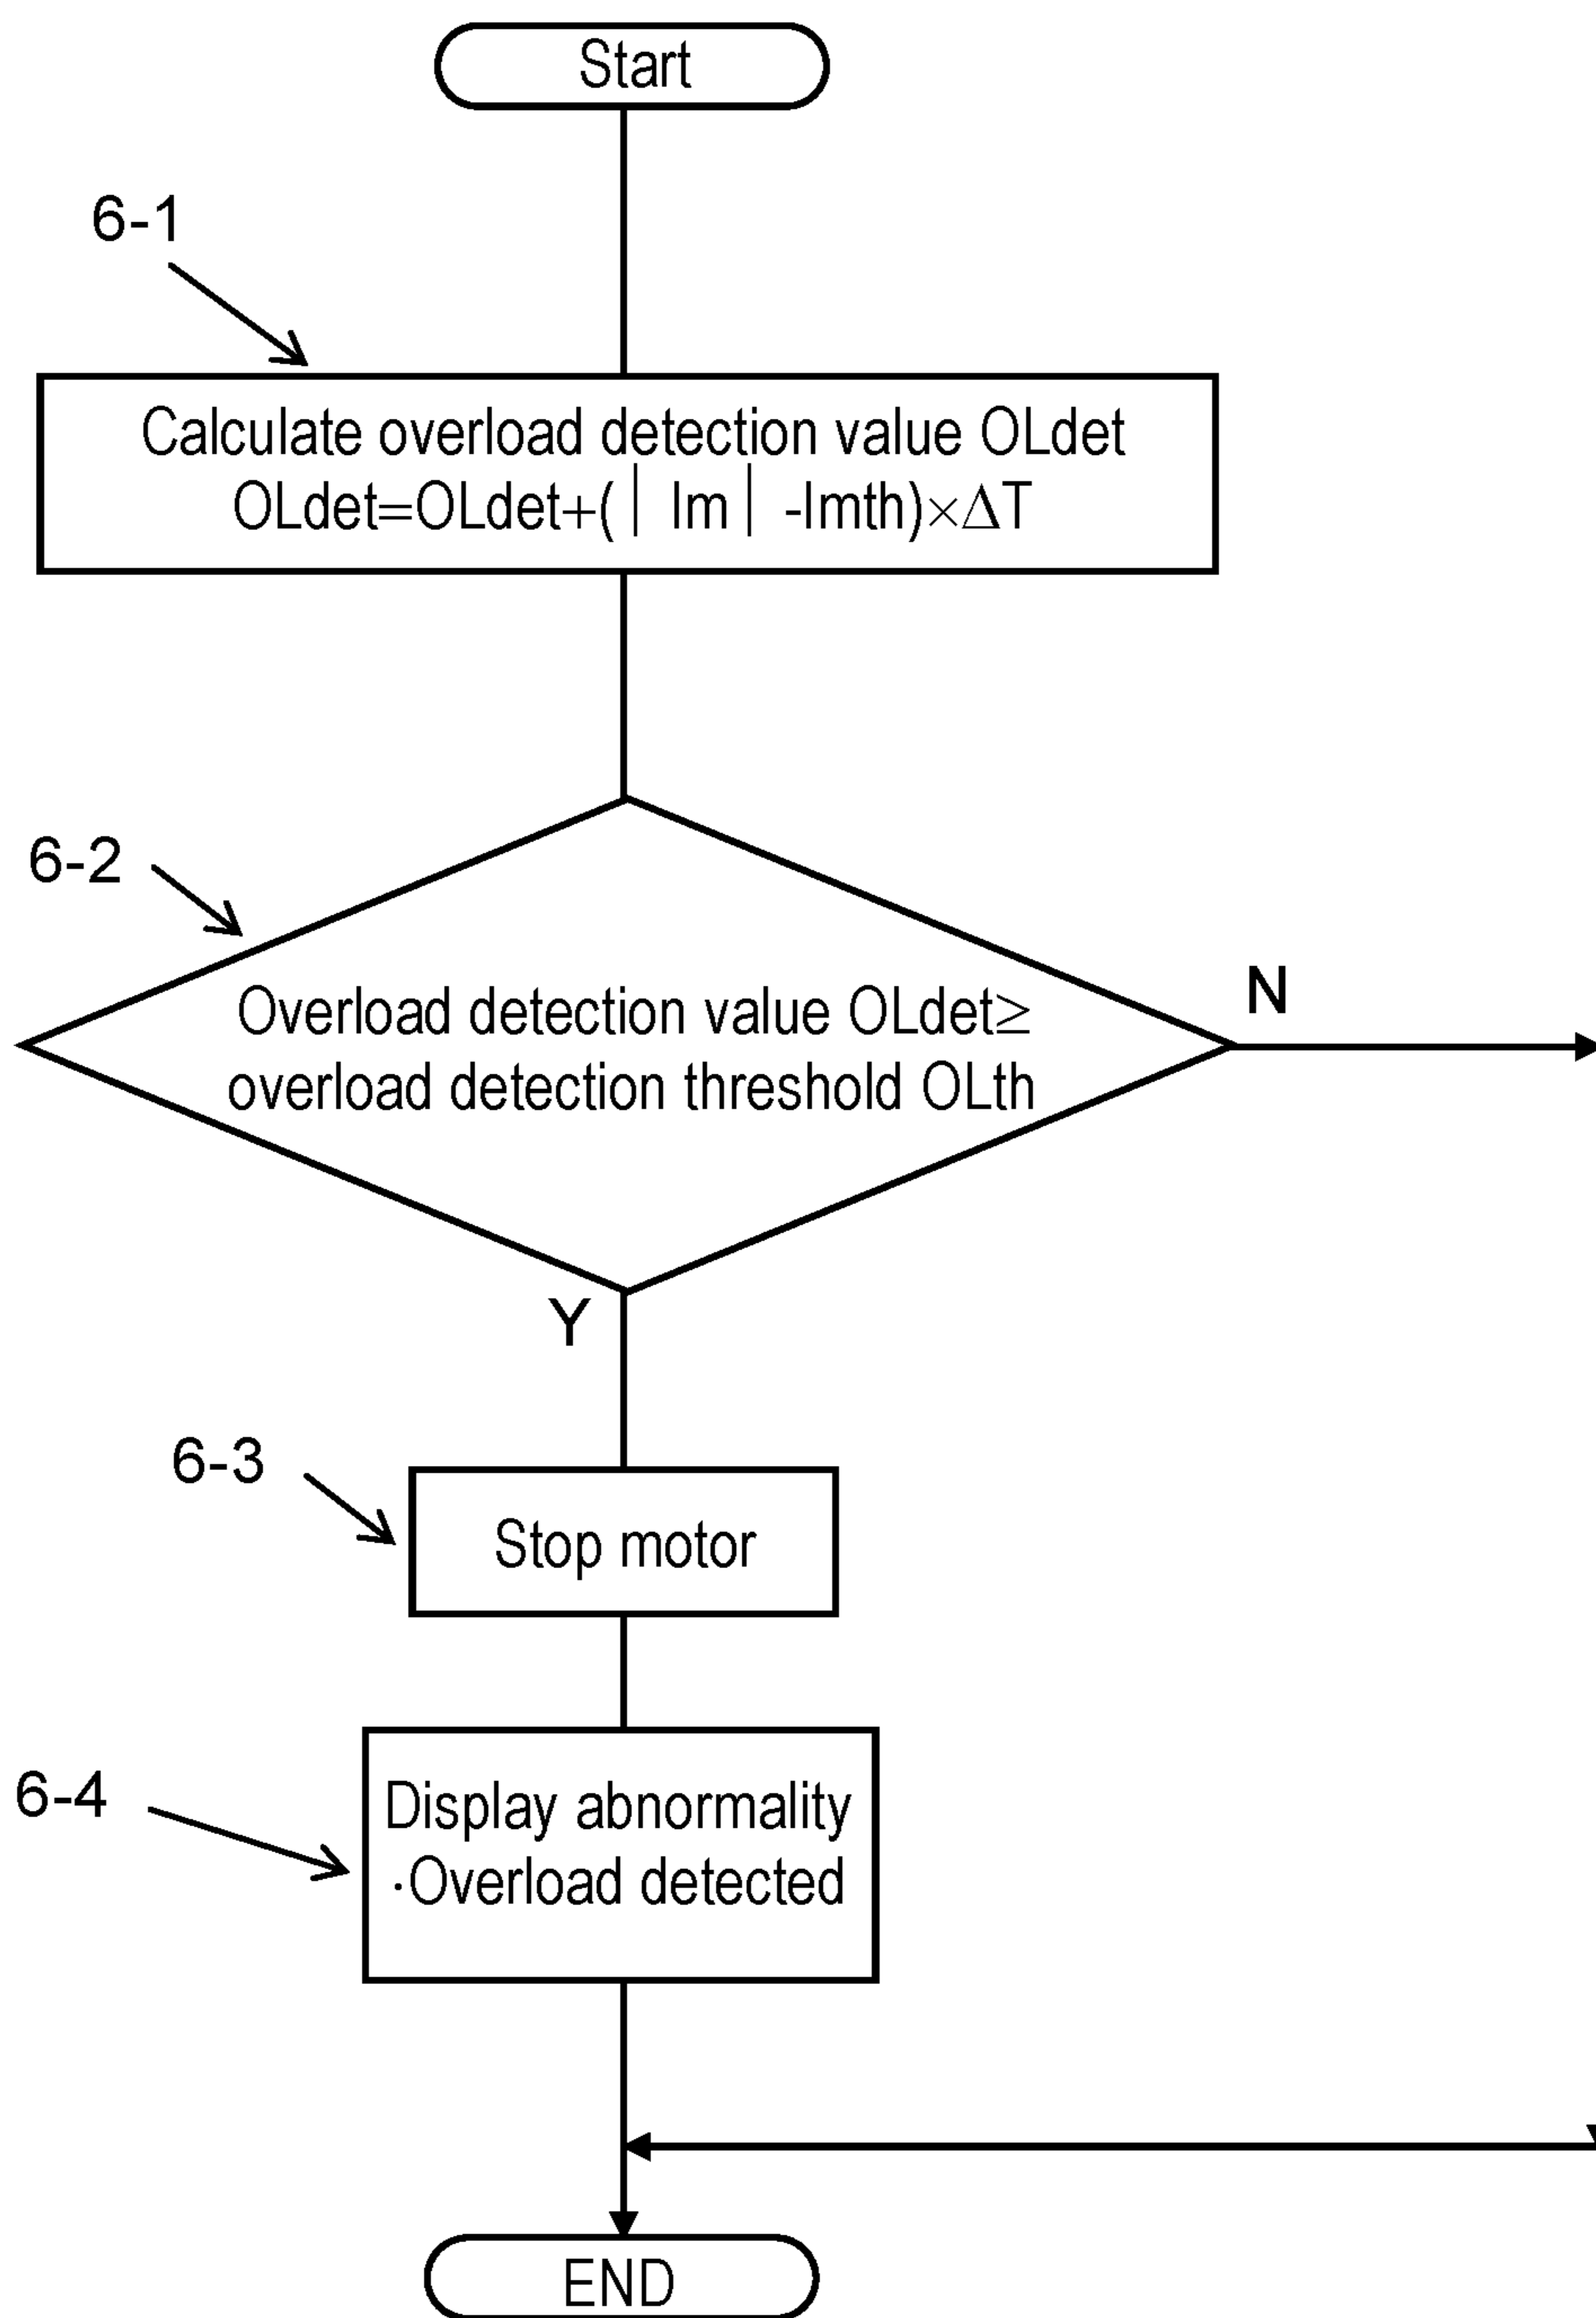 Start
6-1
Calculate overload detection value OLdet
OLdet=OLdet+(│Im│-Imth)×ΔT
6-2
Overload detection value OLdet≥
overload detection threshold OLth
N
Y
6-3
Stop motor
6-4
Display abnormality
·Overload detected
END